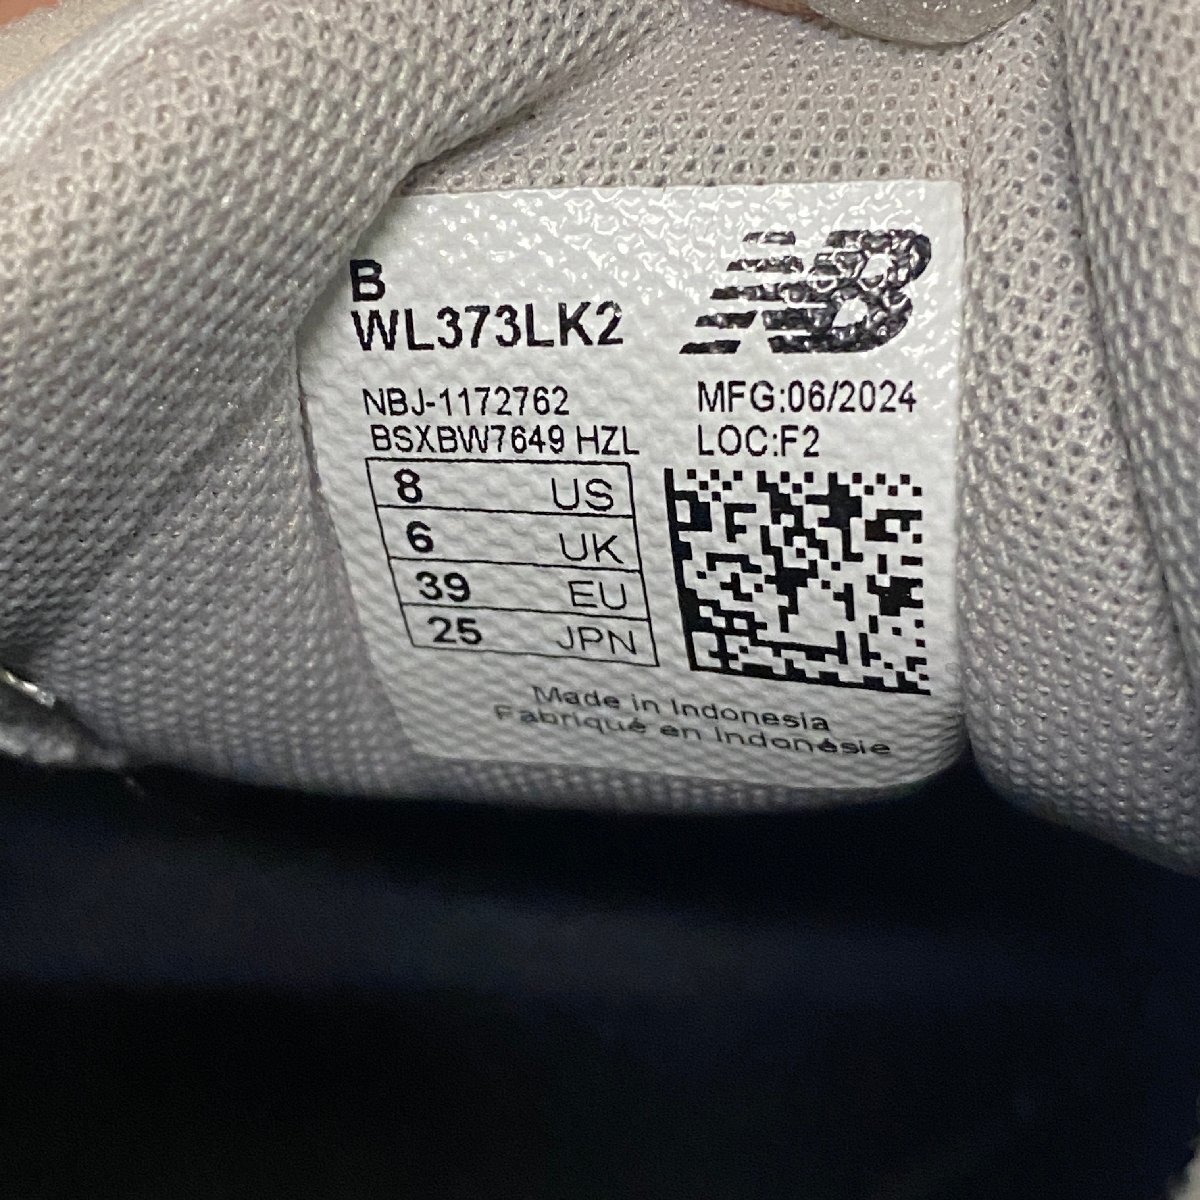 B
WL373LK2
NB
NBJ-1172762
MFG:06/2024
BSXBW7649 HZL
LOC:F2
8 US
6 UK
39 EU
25 JPN
Made in Indonesia
Fabriqué en Indonésie